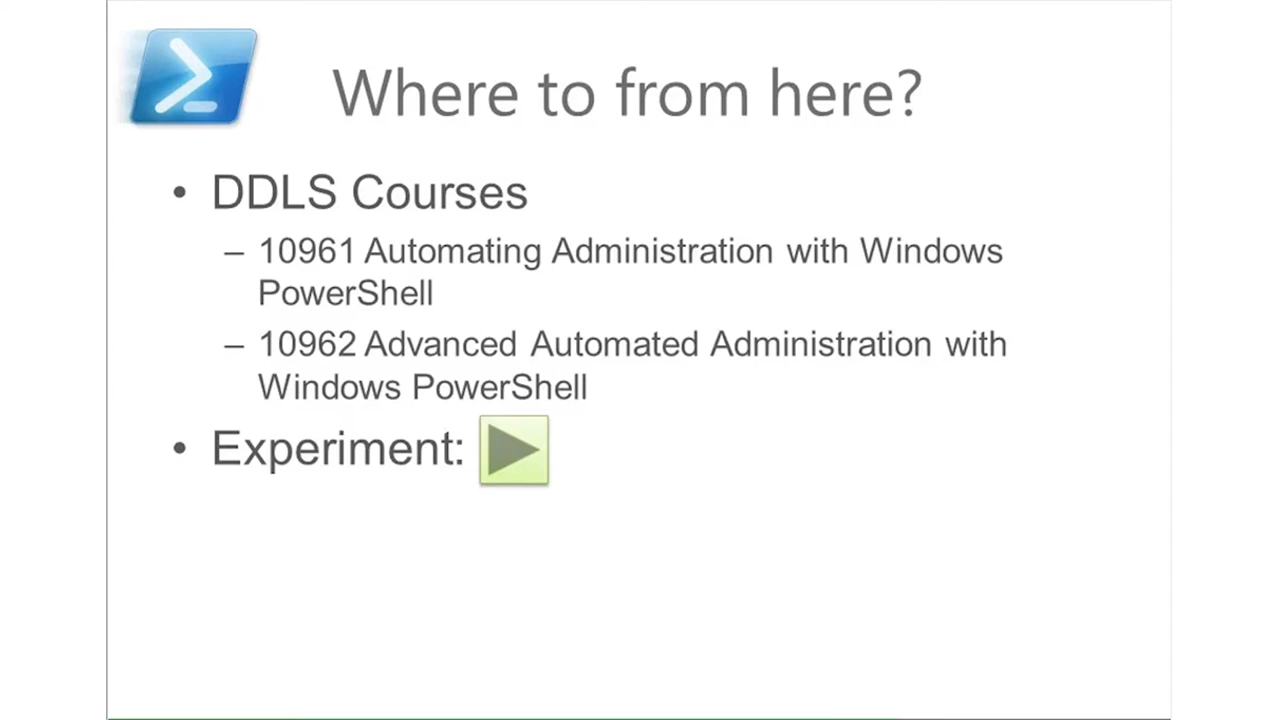 Where to from here?
• DDLS Courses
– 10961 Automating Administration with Windows
PowerShell
– 10962 Advanced Automated Administration with
Windows PowerShell
• Experiment: